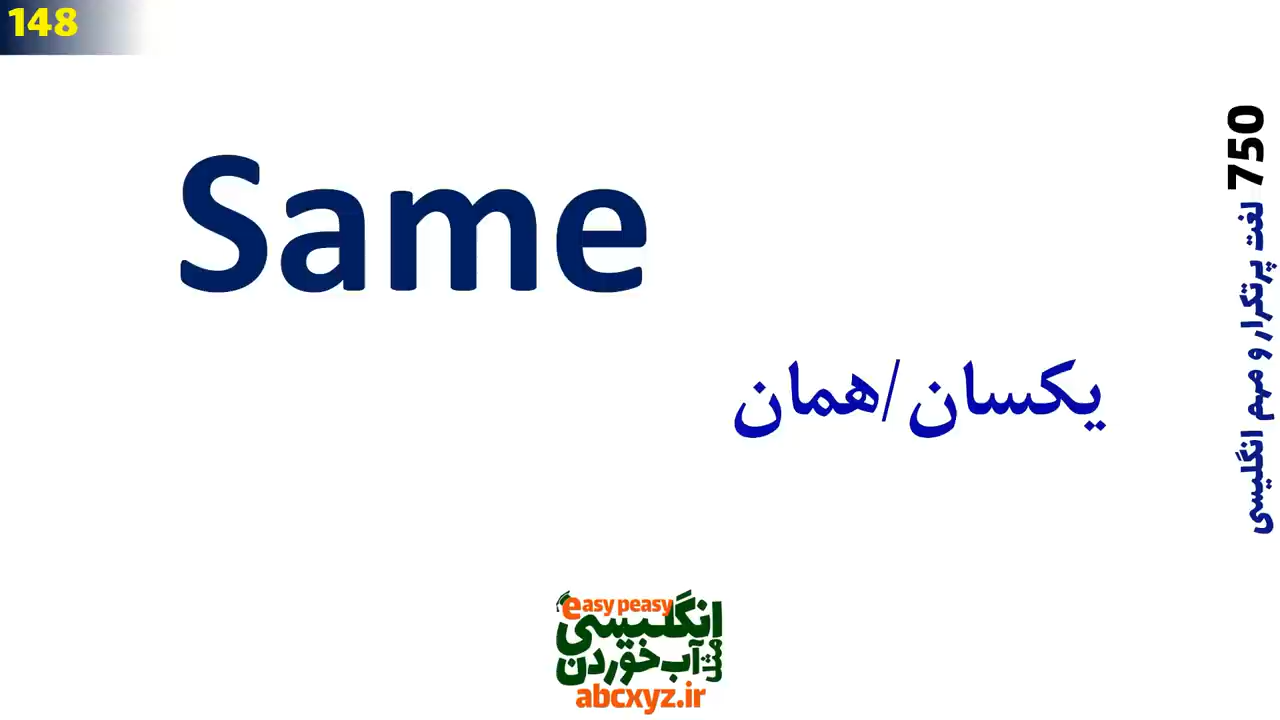 148
Same
یکسان/همان
750 لغت پرتکرار و مهم انگلیسی
easy peasy
انگلیسی
مثل آب خوردن
abcxyz.ir